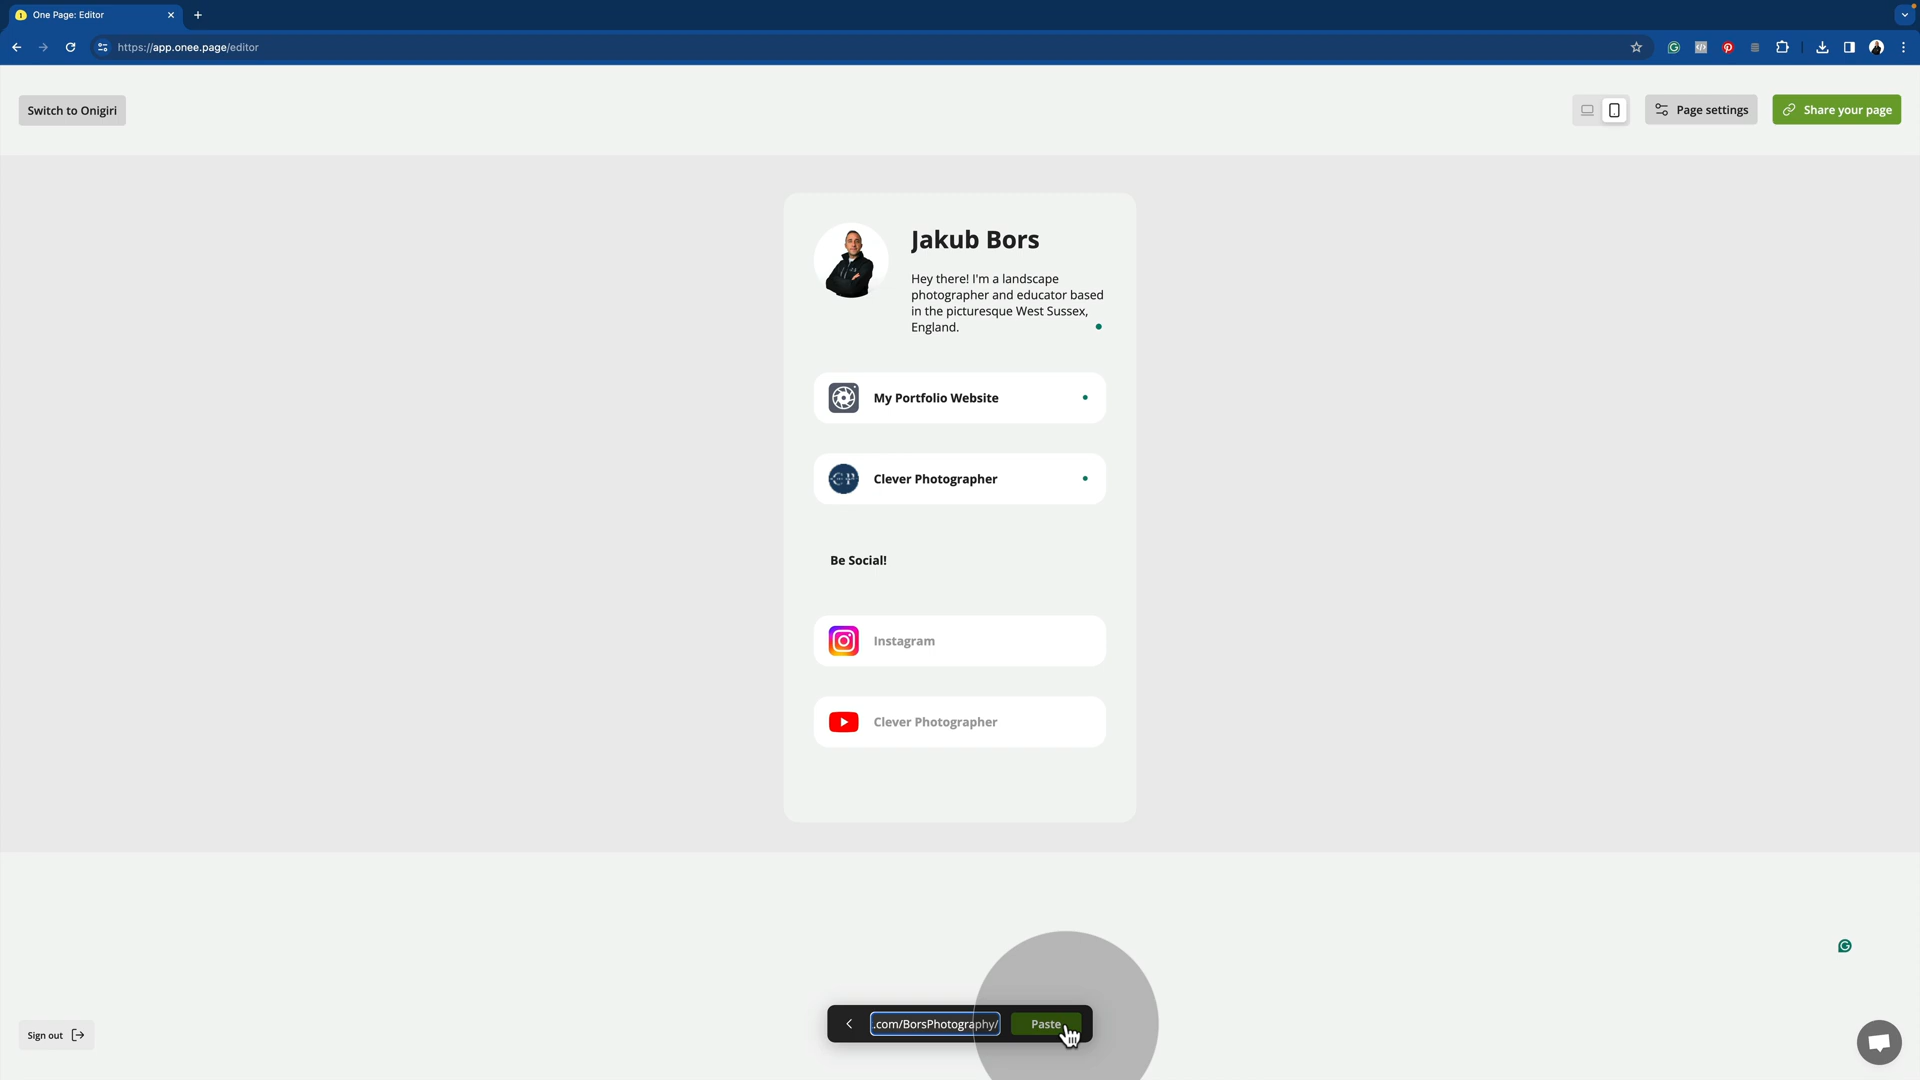 One Page: Editor
https://app.onee.page/editor
Switch to Onigiri
Page settings
Share your page
Jakub Bors
Hey there! I'm a landscape
photographer and educator based
in the picturesque West Sussex,
England.
My Portfolio Website
CP
Clever Photographer
Be Social!
Instagram
Clever Photographer
Sign out
.com/BorsPhotography/
Paste